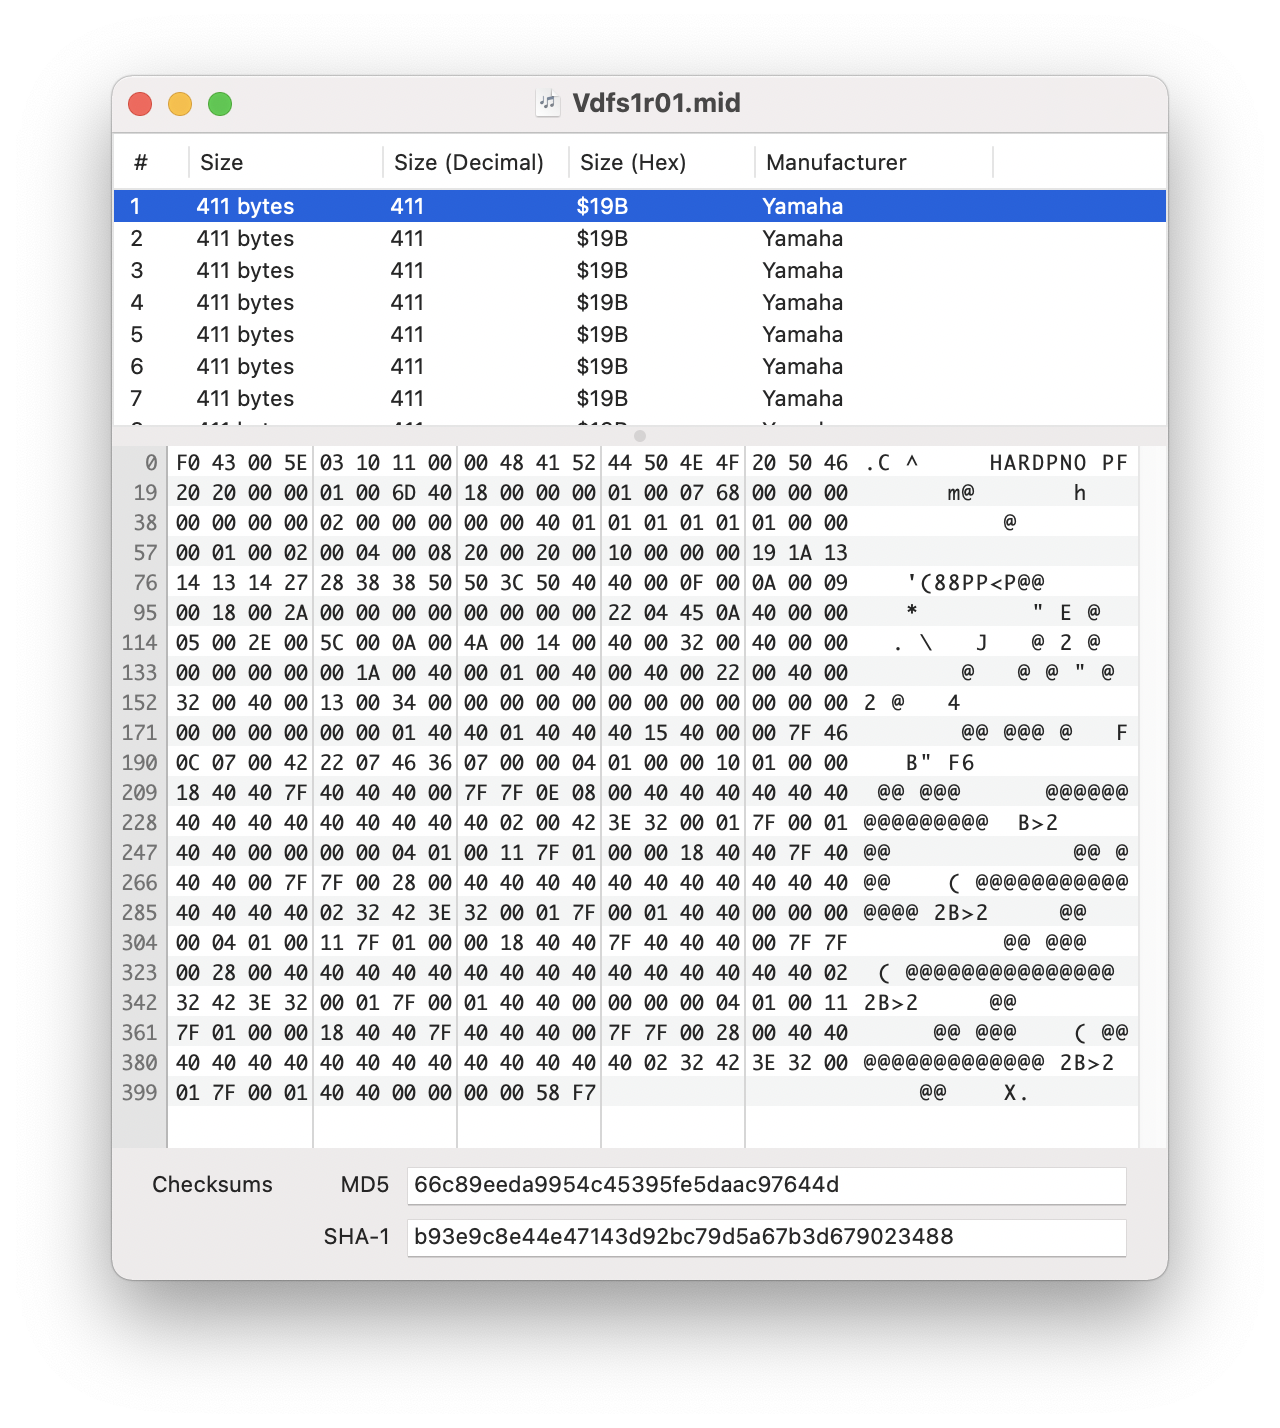 Vdfs1r01.mid
# Size Size (Decimal) Size (Hex) Manufacturer
1 411 bytes 411 $19B Yamaha
2 411 bytes 411 $19B Yamaha
3 411 bytes 411 $19B Yamaha
4 411 bytes 411 $19B Yamaha
5 411 bytes 411 $19B Yamaha
6 411 bytes 411 $19B Yamaha
7 411 bytes 411 $19B Yamaha
0 F0 43 00 5E 03 10 11 00 00 48 41 52 44 50 4E 4F 20 50 46 .C ^     HARDPNO PF
19 20 20 00 00 01 00 6D 40 18 00 00 00 01 00 07 68 00 00 00       m@       h
38 00 00 00 00 02 00 00 00 00 00 40 01 01 01 01 01 01 00 00           @
57 00 01 00 02 00 04 00 08 20 00 20 00 10 00 00 00 19 1A 13
76 14 13 14 27 28 38 38 50 50 3C 50 40 40 00 0F 00 0A 00 09    '(88PP<P@@
95 00 18 00 2A 00 00 00 00 00 00 00 00 22 04 45 0A 40 00 00    *        " E @
114 05 00 2E 00 5C 00 0A 00 4A 00 14 00 40 00 32 00 40 00 00   . \   J   @ 2 @
133 00 00 00 00 00 1A 00 40 00 01 00 40 00 40 00 22 00 40 00        @   @ @ " @
152 32 00 40 00 13 00 34 00 00 00 00 00 00 00 00 00 00 00 00 2 @   4
171 00 00 00 00 00 00 01 40 40 01 40 40 40 15 40 00 00 7F 46        @@ @@@ @   F
190 0C 07 00 42 22 07 46 36 07 00 00 04 01 00 00 10 01 00 00    B" F6
209 18 40 40 7F 40 40 40 00 7F 7F 0E 08 00 40 40 40 40 40 40  @@ @@@      @@@@@@
228 40 40 40 40 40 40 40 40 40 02 00 42 3E 32 00 01 7F 00 01 @@@@@@@@@  B>2
247 40 40 00 00 00 00 04 01 00 11 7F 01 00 00 18 40 40 7F 40 @@             @@ @
266 40 40 00 7F 7F 00 28 00 40 40 40 40 40 40 40 40 40 40 40 @@    ( @@@@@@@@@@@
285 40 40 40 40 02 32 42 3E 32 00 01 7F 00 01 40 40 00 00 00 @@@@ 2B>2     @@
304 00 04 01 00 11 7F 01 00 00 18 40 40 7F 40 40 40 00 7F 7F           @@ @@@
323 00 28 00 40 40 40 40 40 40 40 40 40 40 40 40 40 40 40 02  ( @@@@@@@@@@@@@@@
342 32 42 3E 32 00 01 7F 00 01 40 40 00 00 00 00 04 01 00 11 2B>2     @@
361 7F 01 00 00 18 40 40 7F 40 40 40 00 7F 7F 00 28 00 40 40      @@ @@@    ( @@
380 40 40 40 40 40 40 40 40 40 40 40 40 40 02 32 42 3E 32 00 @@@@@@@@@@@@@ 2B>2
399 01 7F 00 01 40 40 00 00 00 00 58 F7     @@    X.
Checksums MD5 66c89eeda9954c45395fe5daac97644d
SHA-1 b93e9c8e44e47143d92bc79d5a67b3d679023488